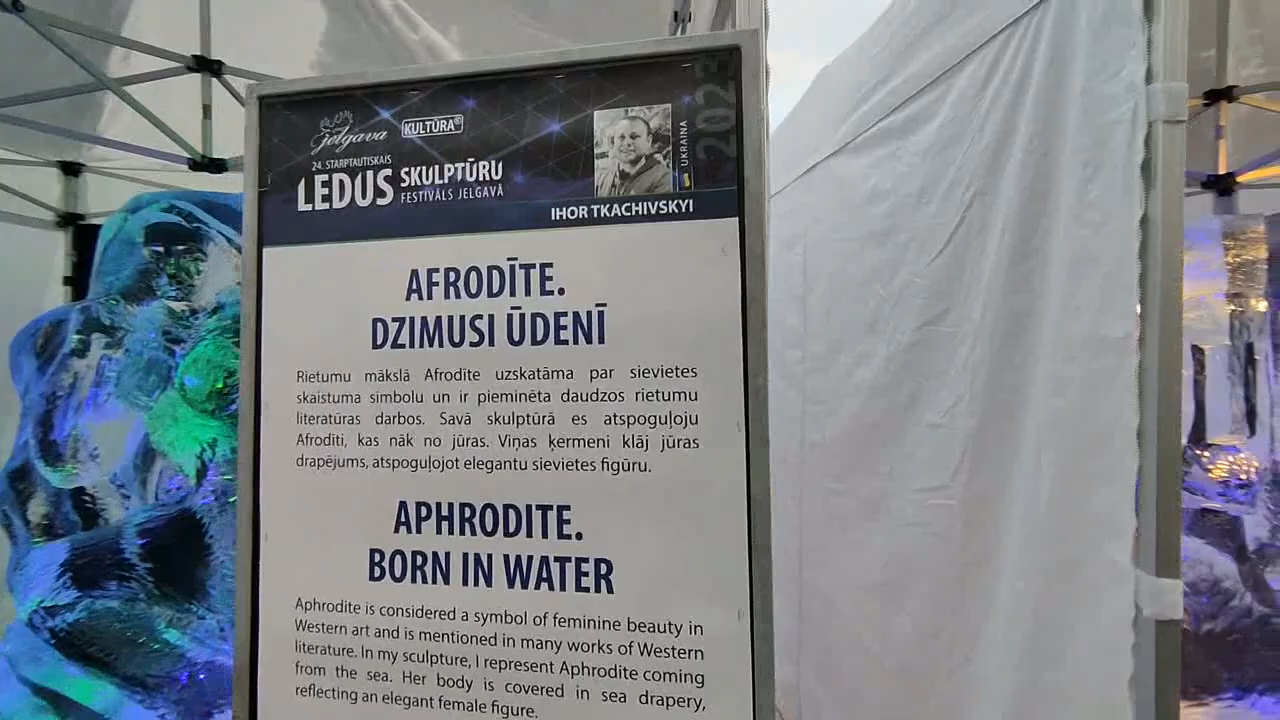 Jelgava KULTŪRA
24. STARPTAUTISKAIS
LEDUS SKULPTŪRU
FESTIVĀLS JELGAVĀ
UKRAINA
2023
IHOR TKACHIVSKYI
AFRODĪTE.
DZIMUSI ŪDENĪ
Rietumu mākslā Afrodīte uzskatāma par sievietes
skaistuma simbolu un ir pieminēta daudzos rietumu
literatūras darbos. Savā skulptūrā es atspoguļoju
Afrodīti, kas nāk no jūras. Viņas ķermeni klāj jūras
drapējums, atspoguļojot elegantu sievietes figūru.
APHRODITE.
BORN IN WATER
Aphrodite is considered a symbol of feminine beauty in
Western art and is mentioned in many works of Western
literature. In my sculpture, I represent Aphrodite coming
from the sea. Her body is covered in sea drapery,
reflecting an elegant female figure.